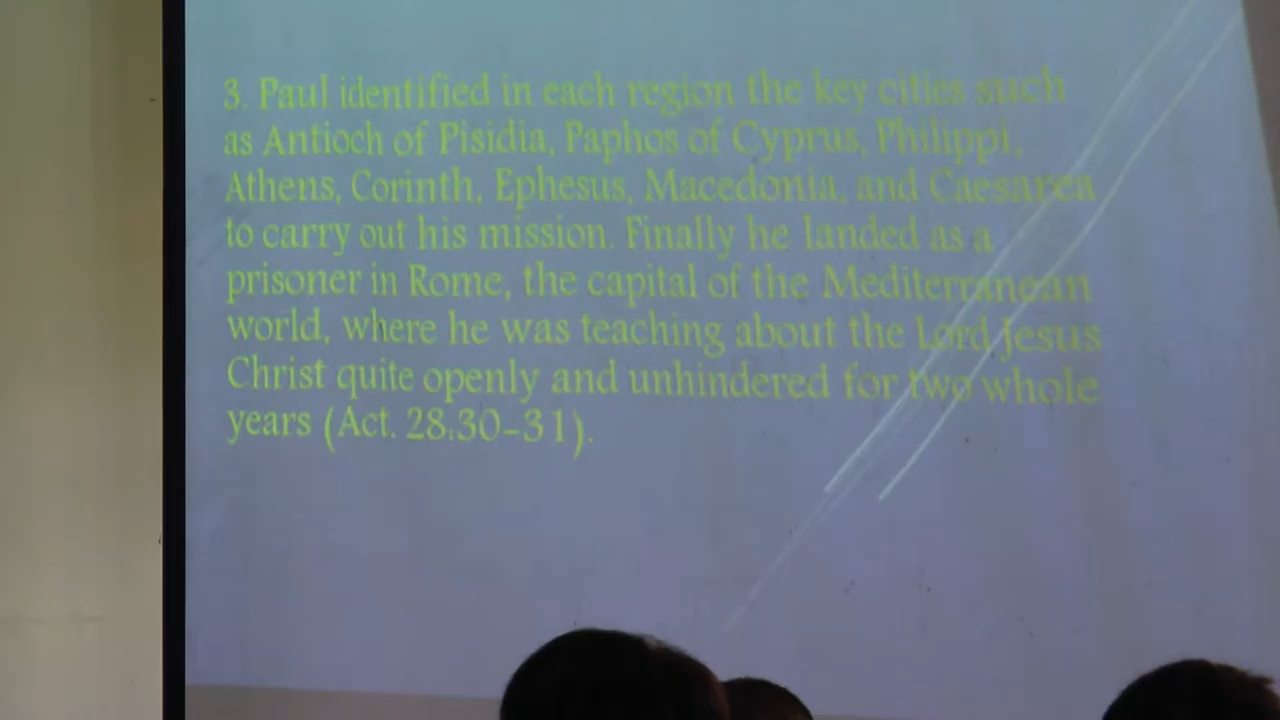 3. Paul identified in each region the key cities such
as Antioch of Pisidia, Paphos of Cyprus, Philippi,
Athens, Corinth, Ephesus, Macedonia, and Caesarea
to carry out his mission. Finally he landed as a
prisoner in Rome, the capital of the Mediterranean
world, where he was teaching about the Lord Jesus
Christ quite openly and unhindered for two whole
years (Act. 28:30-31).